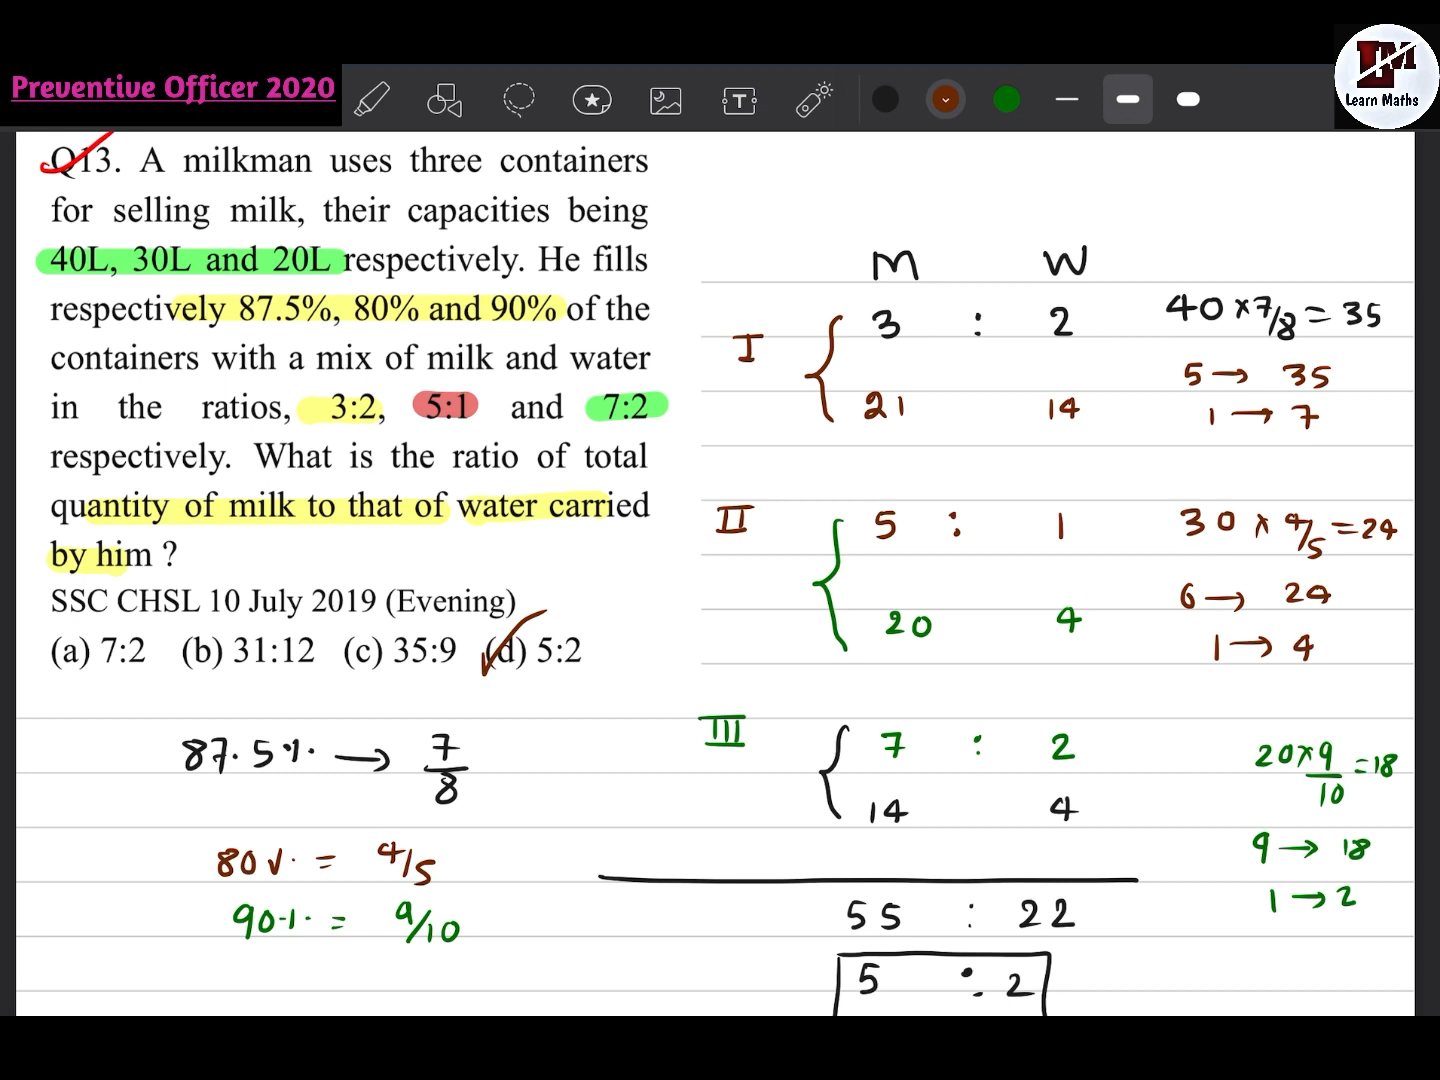 Preventive Officer 2020
T
LM
Learn Maths
Q13. A milkman uses three containers
for selling milk, their capacities being
40L, 30L and 20L respectively. He fills
respectively 87.5%, 80% and 90% of the
containers with a mix of milk and water
in the ratios, 3:2, 5:1 and 7:2
respectively. What is the ratio of total
quantity of milk to that of water carried
by him ?
SSC CHSL 10 July 2019 (Evening)
(a) 7:2 (b) 31:12 (c) 35:9 (d) 5:2
87.5% → 7/8
80% = 4/5
90% = 9/10
M W
I 3 : 2 40 × 7/8 = 35
5 → 35
21 14 1 → 7
II 5 : 1 30 × 4/5 = 24
6 → 24
20 4
1 → 4
III 7 : 2 20×9/10 = 18
14 4
9 → 18
1 → 2
55 : 22
5 : 2